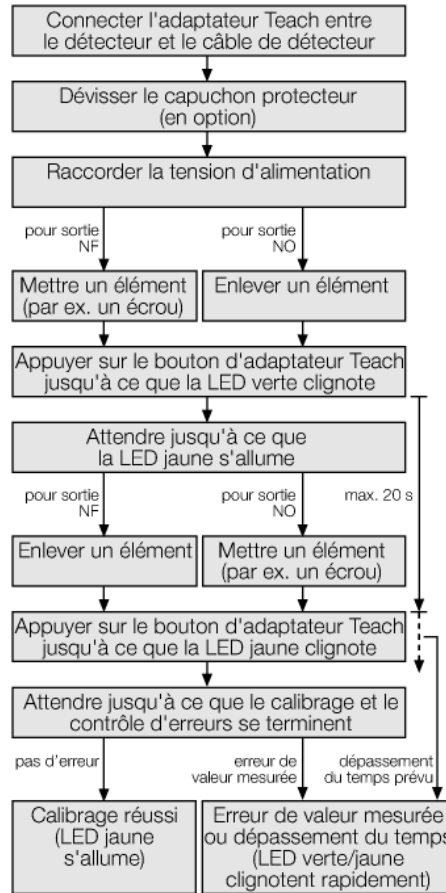 Connecter l'adaptateur Teach entre
le détecteur et le câble de détecteur
Dévisser le capuchon protecteur
(en option)
Raccorder la tension d'alimentation
pour sortie
NF
pour sortie
NO
Mettre un élément
(par ex. un écrou)
Enlever un élément
Appuyer sur le bouton d'adaptateur Teach
jusqu'à ce que la LED verte clignote
Attendre jusqu'à ce que
la LED jaune s'allume
pour sortie
NF
pour sortie
NO
max. 20 s
Enlever un élément
Mettre un élément
(par ex. un écrou)
Appuyer sur le bouton d'adaptateur Teach
jusqu'à ce que la LED jaune clignote
Attendre jusqu'à ce que le calibrage et le
contrôle d'erreurs se terminent
pas d'erreur
erreur de
valeur mesurée
dépassement
du temps prévu
Calibrage réussi
(LED jaune
s'allume)
Erreur de valeur mesurée
ou dépassement du temps
(LED verte/jaune
clignotent rapidement)